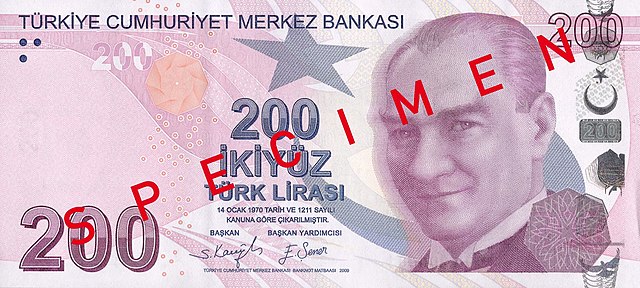 TÜRKİYE CUMHURİYET MERKEZ BANKASI
200
200
200
SPECIMEN
200
İKİYÜZ
TÜRK LİRASI
14 OCAK 1970 TARİH VE 1211 SAYILI
KANUNA GÖRE ÇIKARILMIŞTIR.
BAŞKAN BAŞKAN YARDIMCISI
200
TÜRKİYE CUMHURİYET MERKEZ BANKASI BANKNOT MATBAASI 2009